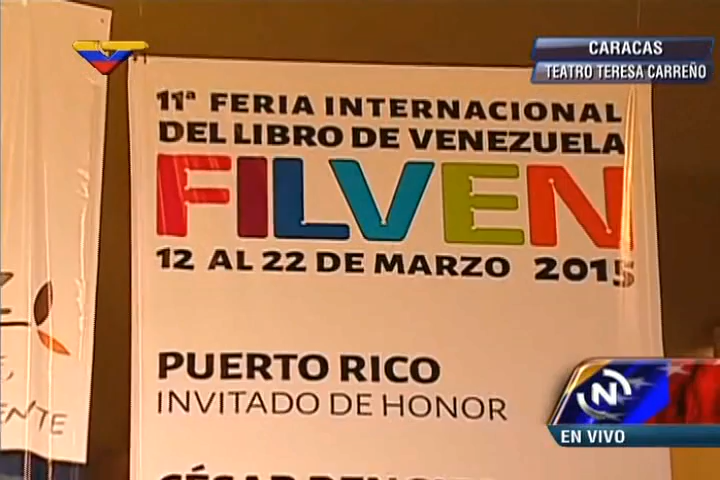 CARACAS
TEATRO TERESA CARREÑO
11ª FERIA INTERNACIONAL
DEL LIBRO DE VENEZUELA
FILVEN
12 AL 22 DE MARZO 2015
PUERTO RICO
INVITADO DE HONOR
CÉSAR
N
EN VIVO